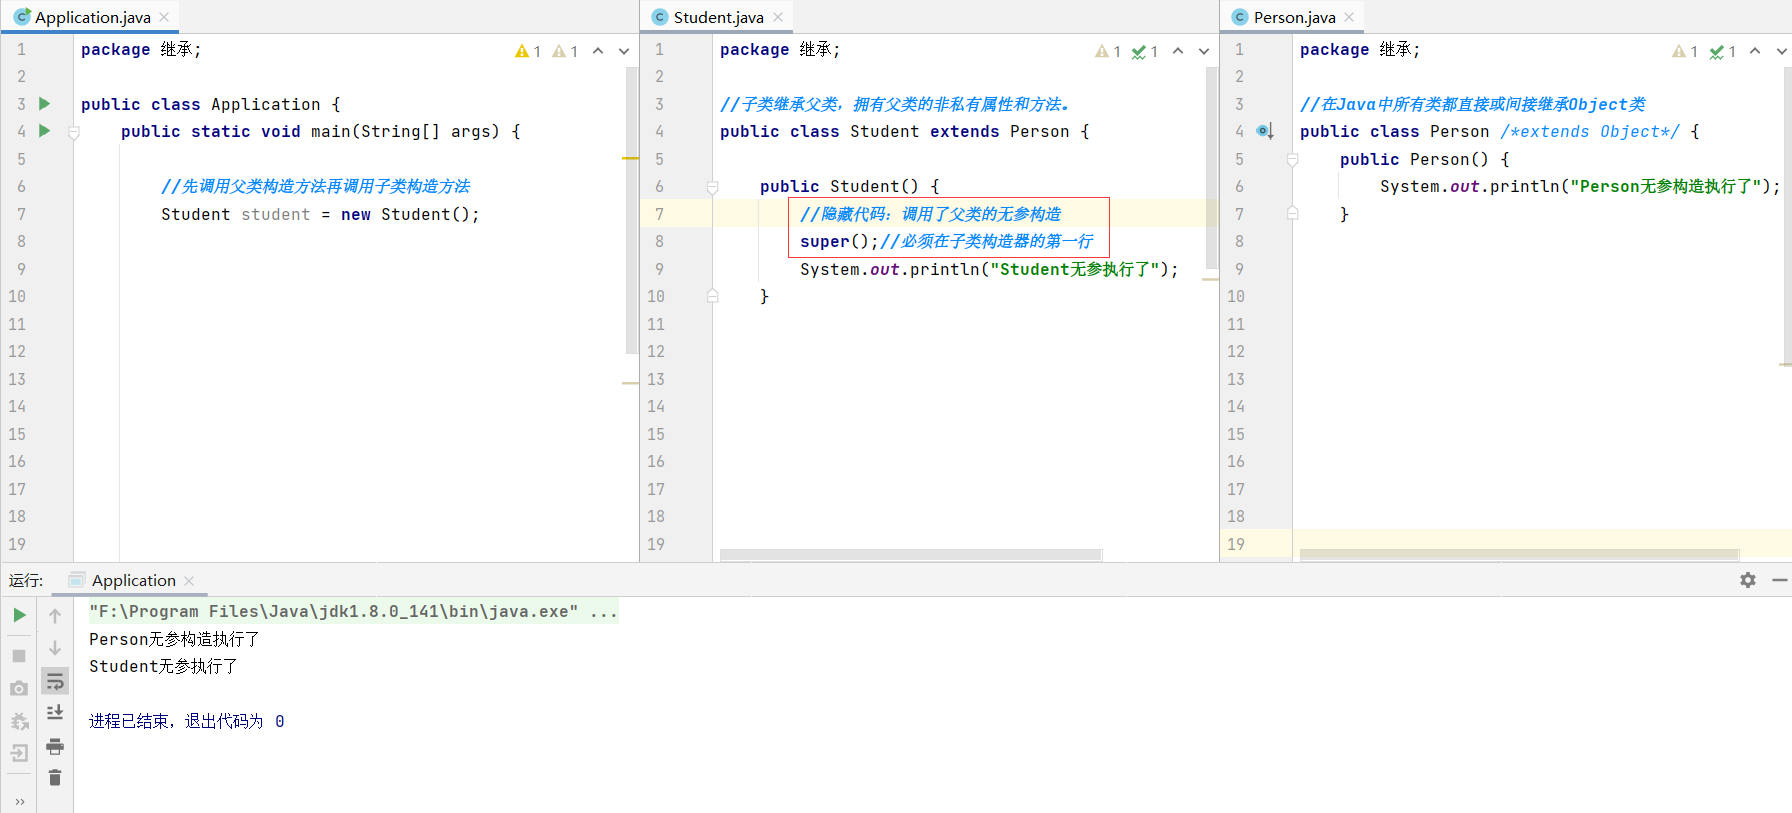 Application.java
1 package 继承;
2
3 public class Application {
4 public static void main(String[] args) {
5
6 //先调用父类构造方法再调用子类构造方法
7 Student student = new Student();
8
9
10
11
12
13
14
15
16
17
18
19
1 1
Student.java
1 package 继承;
2
3 //子类继承父类，拥有父类的非私有属性和方法。
4 public class Student extends Person {
5
6 public Student() {
7 //隐藏代码：调用了父类的无参构造
8 super();//必须在子类构造器的第一行
9 System.out.println("Student无参执行了");
10 }
11
12
13
14
15
16
17
18
19
1 1
Person.java
1 package 继承;
2
3 //在Java中所有类都直接或间接继承Object类
4 public class Person /*extends Object*/ {
5 public Person() {
6 System.out.println("Person无参构造执行了");
7 }
8
9
10
11
12
13
14
15
16
17
18
19
1 1
运行: Application
"F:\Program Files\Java\jdk1.8.0_141\bin\java.exe" ...
Person无参构造执行了
Student无参执行了
进程已结束，退出代码为 0